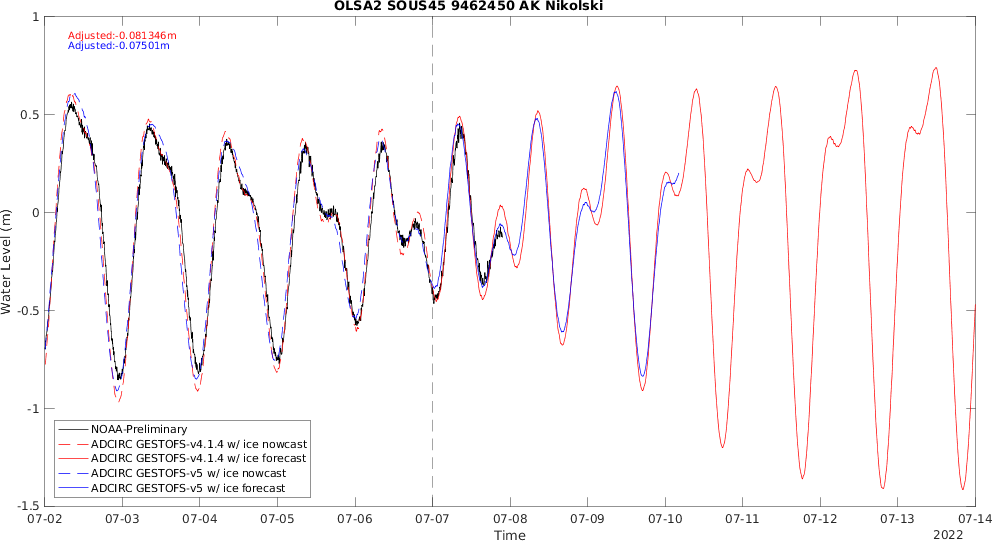 OLSA2 SOUS45 9462450 AK Nikolski
Adjusted:-0.081346m
Adjusted:-0.07501m
1
0.5
0
-0.5
-1
-1.5
Water Level (m)
NOAA-Preliminary
ADCIRC GESTOFS-v4.1.4 w/ ice nowcast
ADCIRC GESTOFS-v4.1.4 w/ ice forecast
ADCIRC GESTOFS-v5 w/ ice nowcast
ADCIRC GESTOFS-v5 w/ ice forecast
07-02 07-03 07-04 07-05 07-06 07-07 07-08 07-09 07-10 07-11 07-12 07-13 07-14
Time
2022